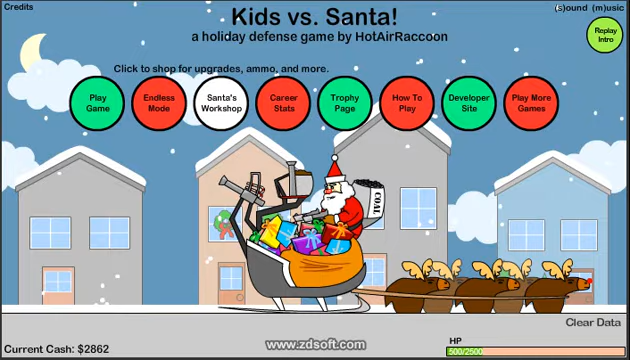 Credits
Kids vs. Santa!
(s)ound (m)usic
a holiday defense game by HotAirRaccoon
Replay
Intro
Click to shop for upgrades, ammo, and more.
Play
Game
Endless
Mode
Santa's
Workshop
Career
Stats
Trophy
Page
How To
Play
Developer
Site
Play More
Games
COAL
Clear Data
www.zdsoft.com
HP
Current Cash: $2862
500/2500